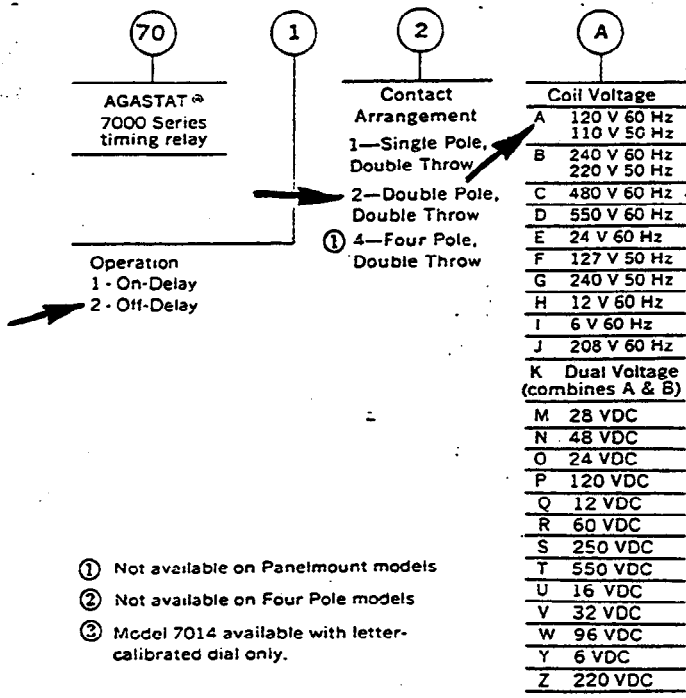 70 1 2 A
AGASTAT ®
7000 Series
timing relay
Operation
1 - On-Delay
2 - Off-Delay
Contact
Arrangement
1—Single Pole,
Double Throw
2—Double Pole,
Double Throw
① 4—Four Pole,
Double Throw
Coil Voltage
A 120 V 60 Hz
110 V 50 Hz
B 240 V 60 Hz
220 V 50 Hz
C 480 V 60 Hz
D 550 V 60 Hz
E 24 V 60 Hz
F 127 V 50 Hz
G 240 V 50 Hz
H 12 V 60 Hz
I 6 V 60 Hz
J 208 V 60 Hz
K Dual Voltage
(combines A & B)
M 28 VDC
N 48 VDC
O 24 VDC
P 120 VDC
Q 12 VDC
R 60 VDC
S 250 VDC
T 550 VDC
U 16 VDC
V 32 VDC
W 96 VDC
Y 6 VDC
Z 220 VDC
① Not available on Panelmount models
② Not available on Four Pole models
③ Model 7014 available with letter-
calibrated dial only.